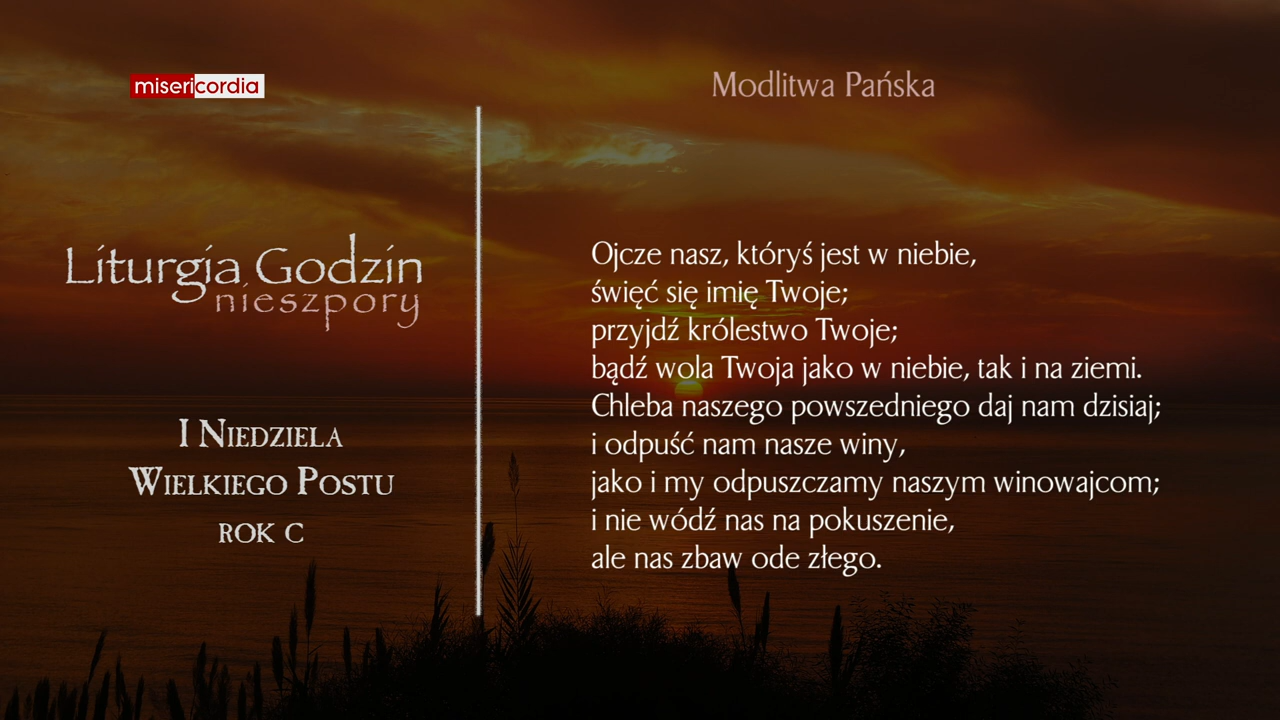 misericordia
Liturgia Godzin
nieszpory
I Niedziela
Wielkiego Postu
rok C
Modlitwa Pańska
Ojcze nasz, któryś jest w niebie,
święć się imię Twoje;
przyjdź królestwo Twoje;
bądź wola Twoja jako w niebie, tak i na ziemi.
Chleba naszego powszedniego daj nam dzisiaj;
i odpuść nam nasze winy,
jako i my odpuszczamy naszym winowajcom;
i nie wódź nas na pokuszenie,
ale nas zbaw ode złego.